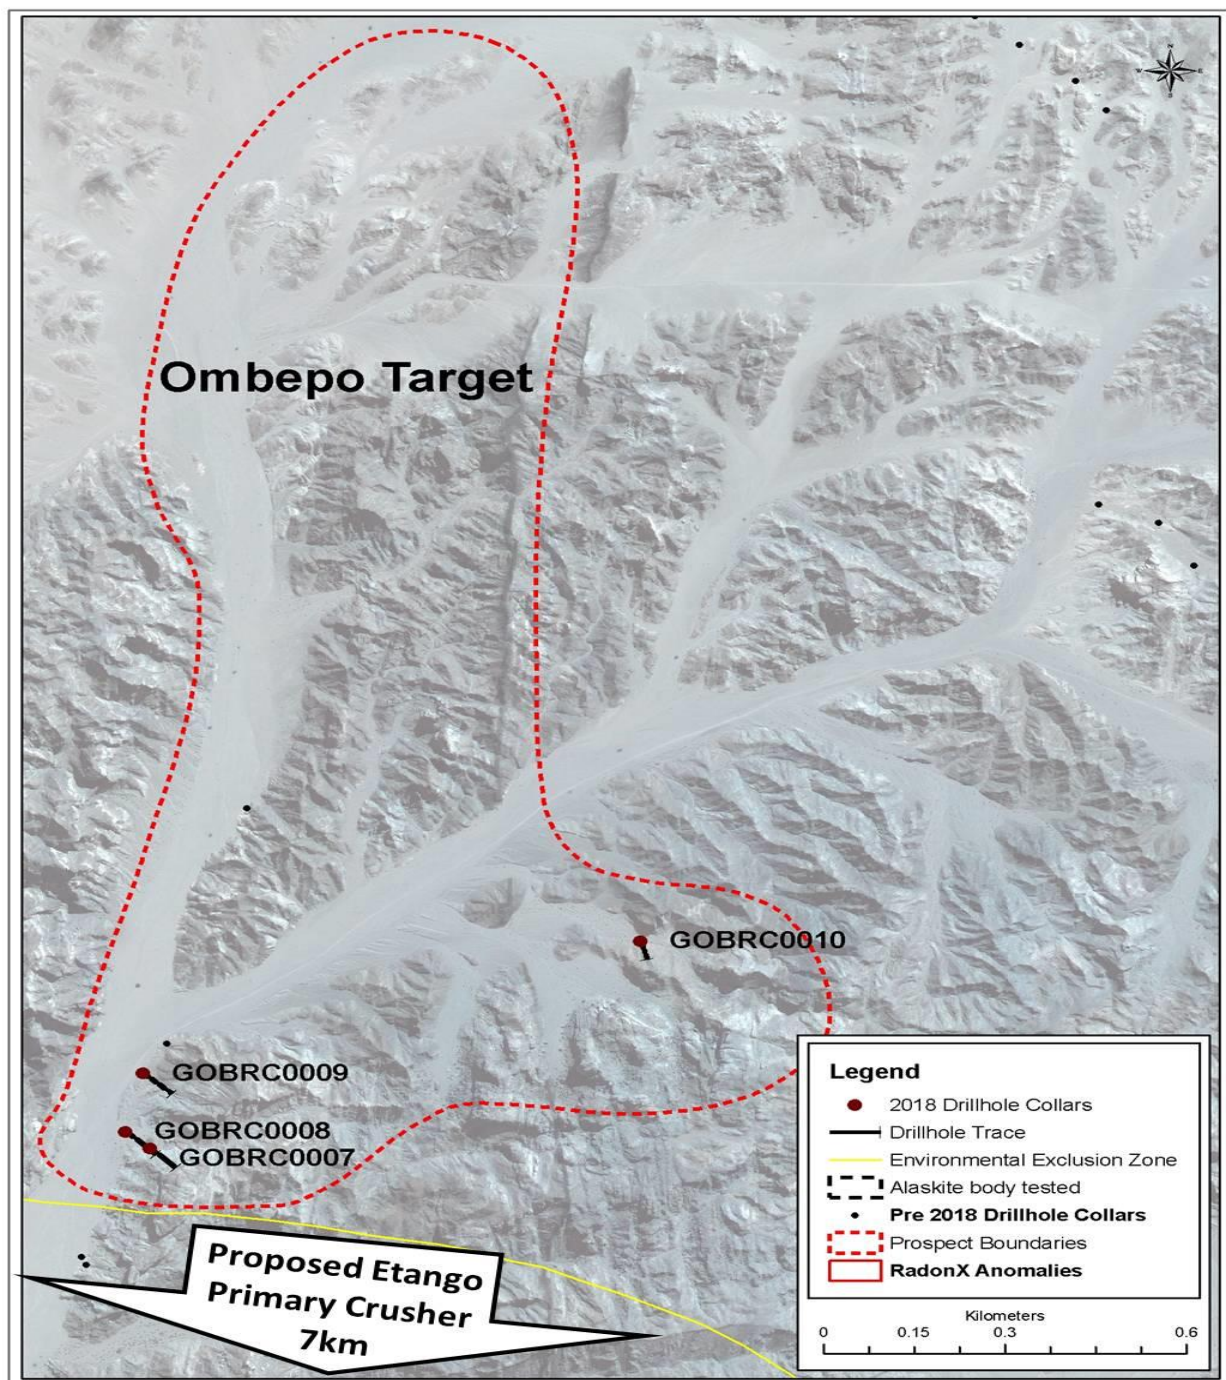 N
W
E
S
Ombepo Target
GOBRC0010
GOBRC0009
GOBRC0008
GOBRC0007
Proposed Etango
Primary Crusher
7km
Legend
2018 Drillhole Collars
Drillhole Trace
Environmental Exclusion Zone
Alaskite body tested
Pre 2018 Drillhole Collars
Prospect Boundaries
RadonX Anomalies
Kilometers
0 0.15 0.3 0.6